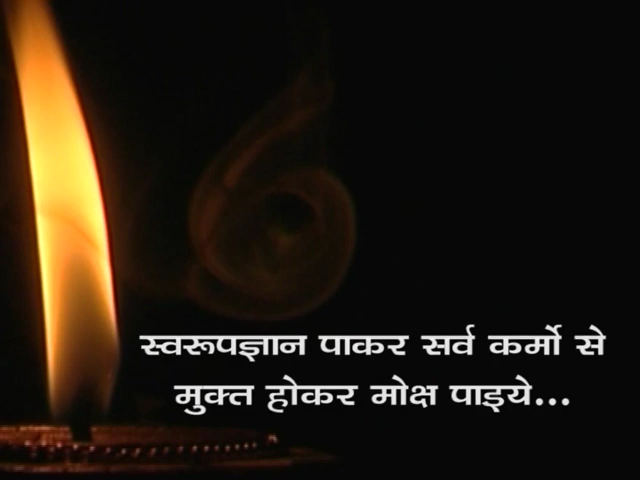 स्वरूपज्ञान पाकर सर्व कर्मो से
मुक्त होकर मोक्ष पाइये...